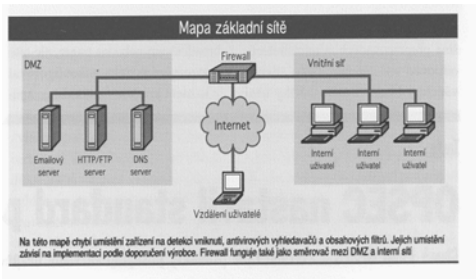 Mapa základní sítě
DMZ
Firewall
Vnitřní síť
Emailový
server
HTTP/FTP
server
DNS
server
Internet
Interní
uživatel
Interní
uživatel
Interní
uživatel
Vzdálení uživatelé
Na této mapě chybí umístění zařízení na detekci vniknutí, antivirových vyhledavačů a obsahových filtrů. Jejich umístění
závisí na implementaci podle doporučení výrobce. Firewall funguje také jako směrovač mezi DMZ a interní sítí